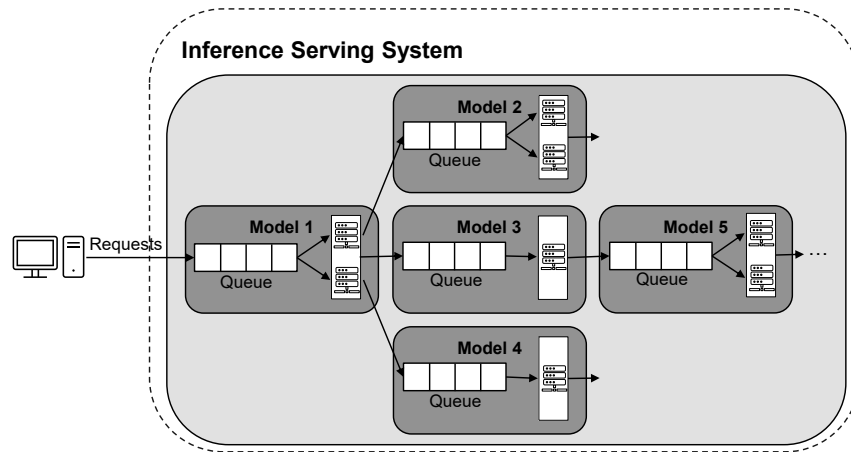 Inference Serving System
Model 2
Queue
Requests
Model 1
Queue
Model 3
Queue
Model 5
Queue
...
Model 4
Queue